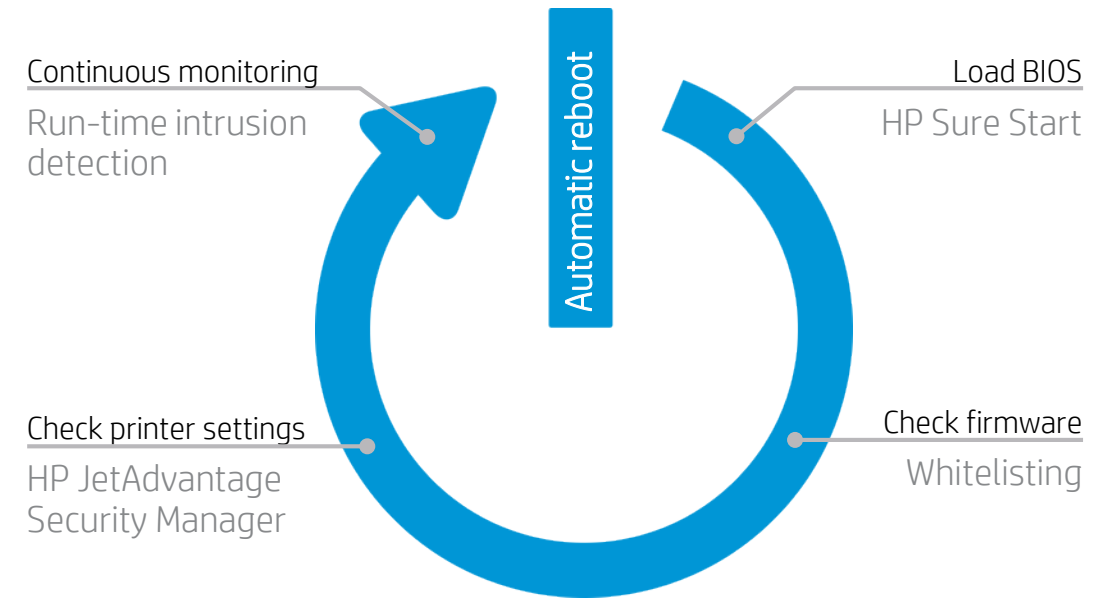 Automatic reboot
Load BIOS
HP Sure Start
Check firmware
Whitelisting
Check printer settings
HP JetAdvantage
Security Manager
Continuous monitoring
Run-time intrusion
detection